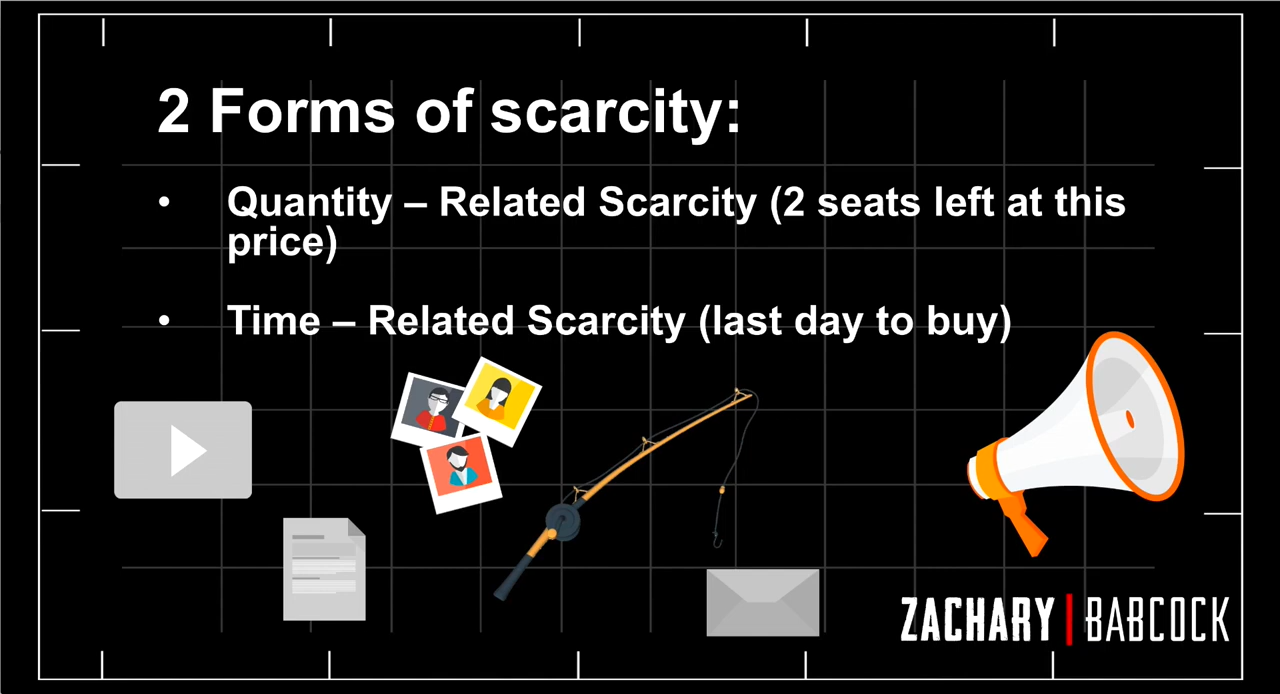 2 Forms of scarcity:
• Quantity – Related Scarcity (2 seats left at this
price)
• Time – Related Scarcity (last day to buy)
ZACHARY | BABCOCK